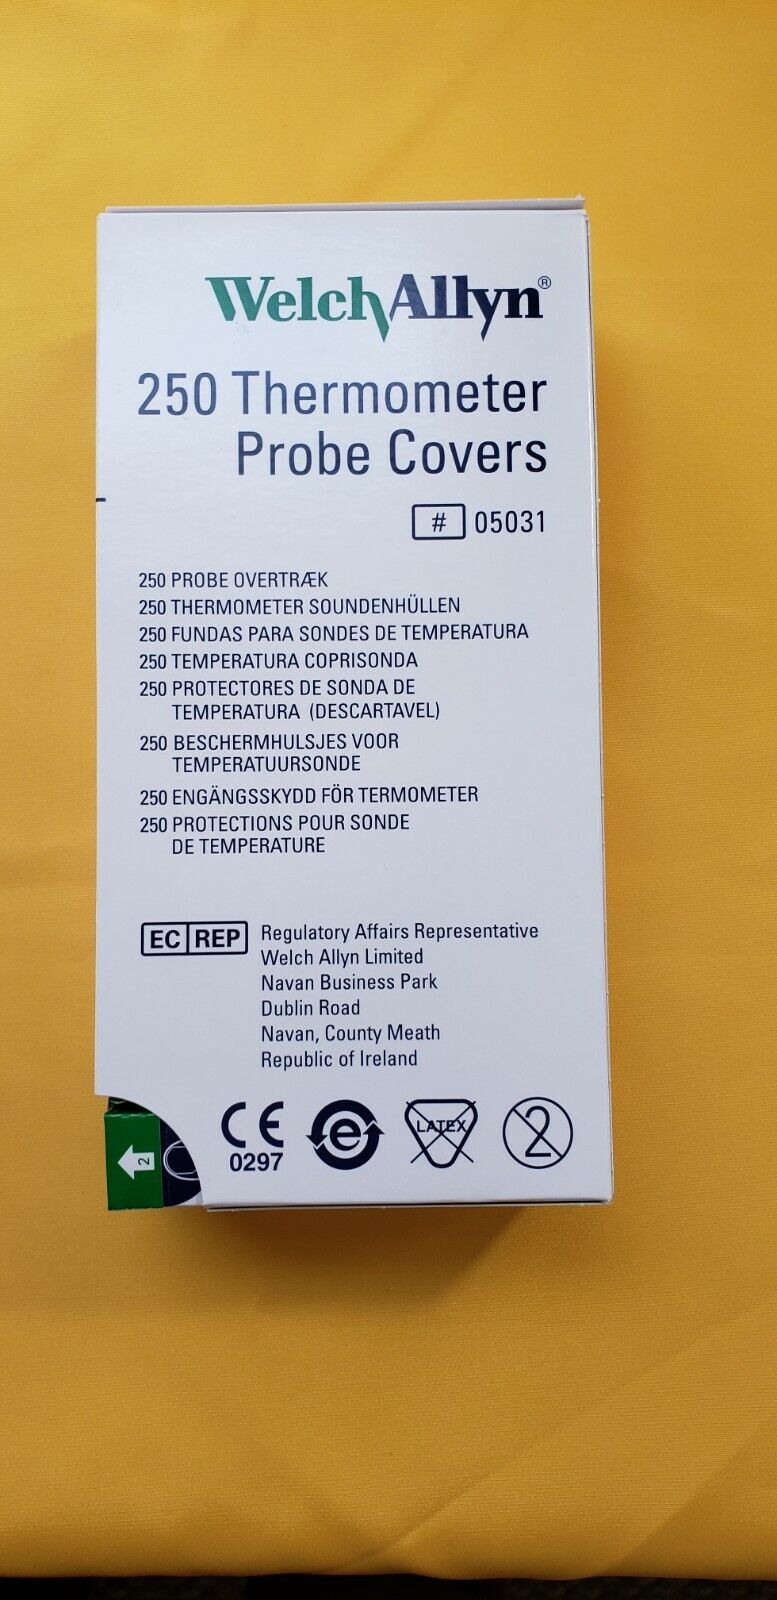 WelchAllyn®
250 Thermometer
Probe Covers
# 05031
250 PROBE OVERTRÆK
250 THERMOMETER SOUNDENHÜLLEN
250 FUNDAS PARA SONDES DE TEMPERATURA
250 TEMPERATURA COPRISONDA
250 PROTECTORES DE SONDA DE
TEMPERATURA (DESCARTAVEL)
250 BESCHERMHULSJES VOOR
TEMPERATUURSONDE
250 ENGÄNGSSKYDD FÖR TERMOMETER
250 PROTECTIONS POUR SONDE
DE TEMPERATURE
EC REP Regulatory Affairs Representative
Welch Allyn Limited
Navan Business Park
Dublin Road
Navan, County Meath
Republic of Ireland
2
CE e LATEX 2
0297